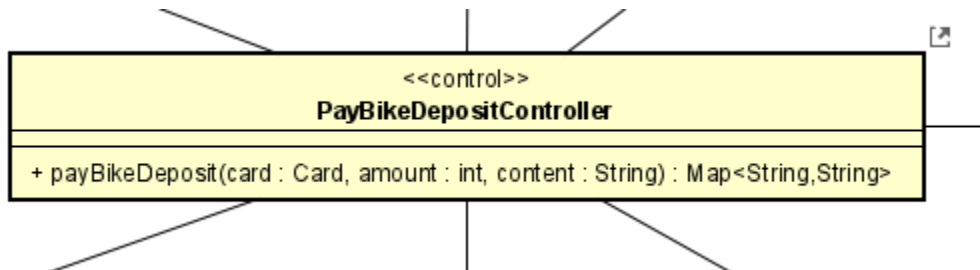 <<control>>
PayBikeDepositController
+ payBikeDeposit(card : Card, amount : int, content : String) : Map<String,String>